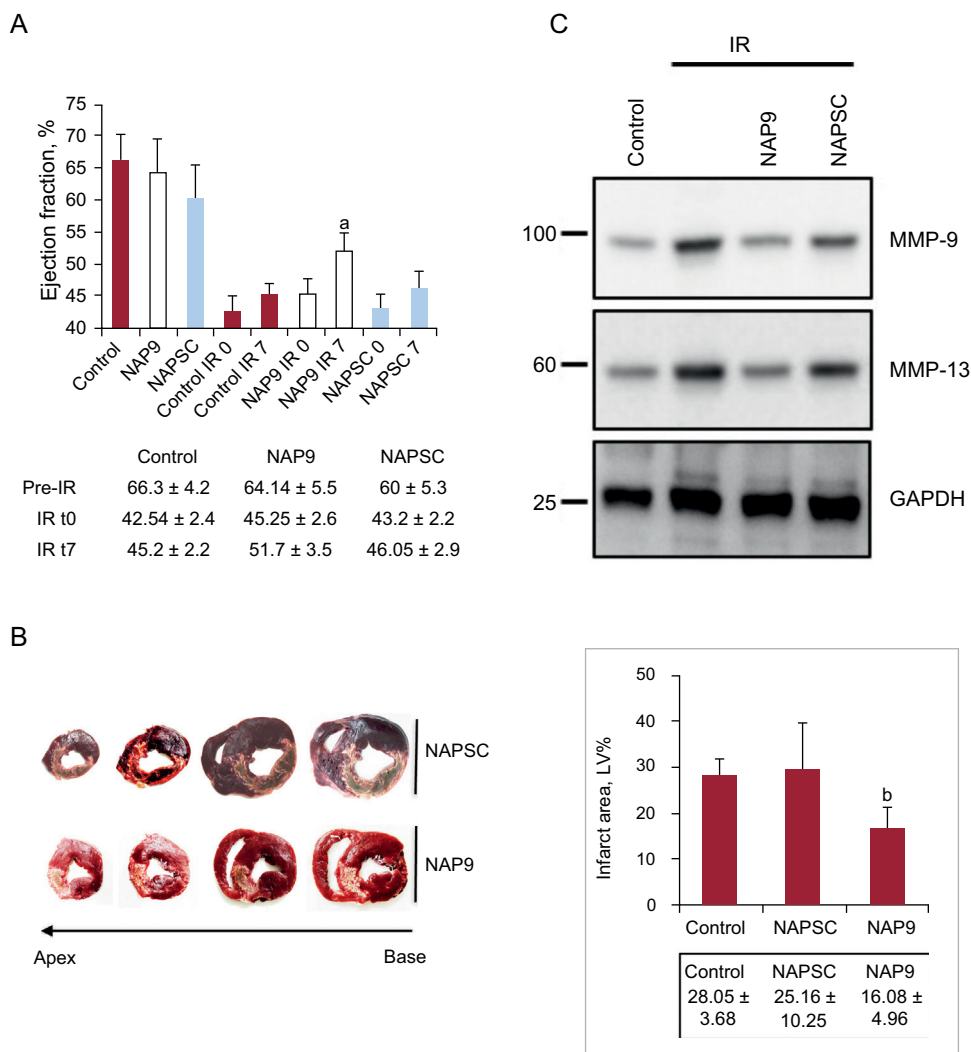 A
Ejection fraction, %
75
70
65
60
55
50
45
40
a
Control
NAP9
NAPSC
Control IR 0
Control IR 7
NAP9 IR 0
NAP9 IR 7
NAPSC 0
NAPSC 7
Control NAP9 NAPSC
Pre-IR 66.3 ± 4.2 64.14 ± 5.5 60 ± 5.3
IR t0 42.54 ± 2.4 45.25 ± 2.6 43.2 ± 2.2
IR t7 45.2 ± 2.2 51.7 ± 3.5 46.05 ± 2.9
C
IR
Control
NAP9
NAPSC
100
MMP-9
60
MMP-13
25
GAPDH
B
NAPSC
NAP9
Apex Base
Infarct area, LV%
50
40
30
20
10
0
b
Control NAPSC NAP9
Control NAPSC NAP9
28.05 ± 25.16 ± 16.08 ±
3.68 10.25 4.96